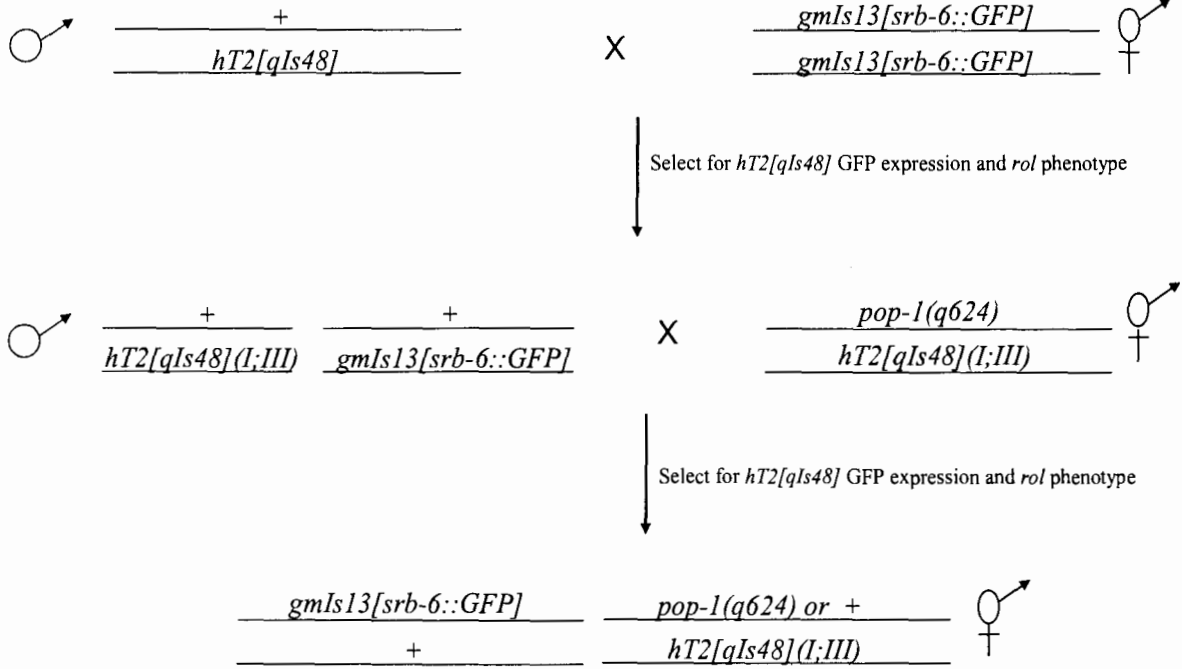 +
hT2[qIs48]
X
gmIs13[srb-6::GFP]
gmIs13[srb-6::GFP]
Select for hT2[qIs48] GFP expression and rol phenotype
+
hT2[qIs48](I;III)
+
gmIs13[srb-6::GFP]
X
pop-1(q624)
hT2[qIs48](I;III)
Select for hT2[qIs48] GFP expression and rol phenotype
gmIs13[srb-6::GFP]
+
pop-1(q624) or +
hT2[qIs48](I;III)